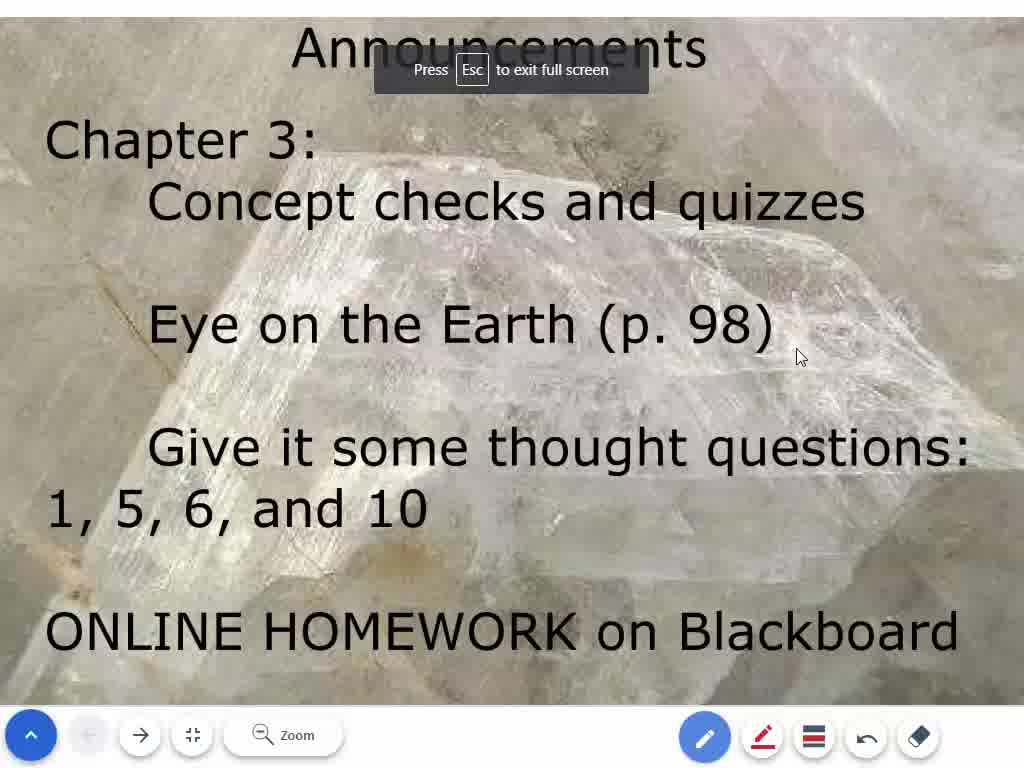 Announcements
Press Esc to exit full screen
Chapter 3:
Concept checks and quizzes
Eye on the Earth (p. 98)
Give it some thought questions:
1, 5, 6, and 10
ONLINE HOMEWORK on Blackboard
Zoom